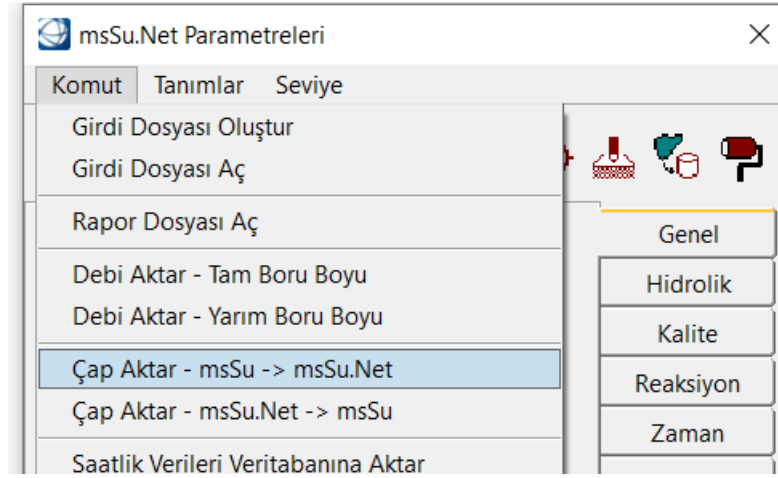 msSu.Net Parametreleri
Komut Tanımlar Seviye
Girdi Dosyası Oluştur
Girdi Dosyası Aç
Rapor Dosyası Aç
Debi Aktar - Tam Boru Boyu
Debi Aktar - Yarım Boru Boyu
Çap Aktar - msSu -> msSu.Net
Çap Aktar - msSu.Net -> msSu
Saatlik Verileri Veritabanına Aktar
Genel
Hidrolik
Kalite
Reaksiyon
Zaman